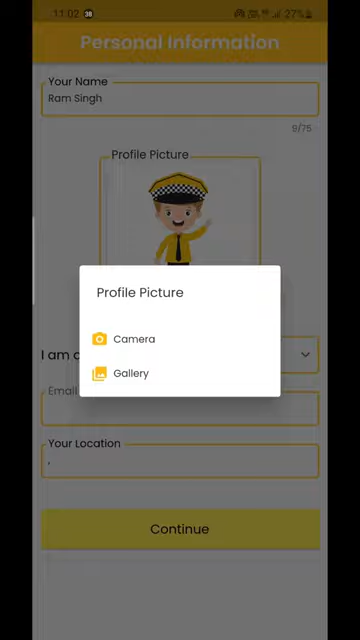 11:02 38 27%
Personal Information
Your Name
Ram Singh
9/75
Profile Picture
Profile Picture
Camera
Gallery
I am a
Email
Your Location
,
Continue